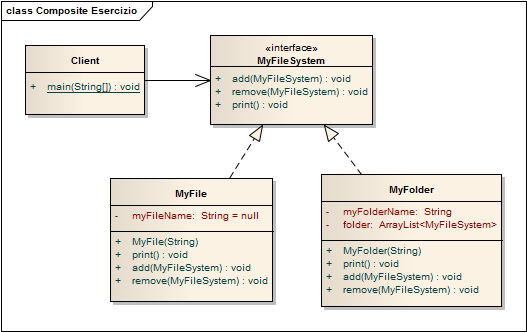 class Composite Esercizio
Client
+ main(String[]) : void
«interface»
MyFileSystem
+ add(MyFileSystem) : void
+ remove(MyFileSystem) : void
+ print() : void
MyFile
- myFileName: String = null
+ MyFile(String)
+ print() : void
+ add(MyFileSystem) : void
+ remove(MyFileSystem) : void
MyFolder
- myFolderName: String
- folder: ArrayList<MyFileSystem>
+ MyFolder(String)
+ print() : void
+ add(MyFileSystem) : void
+ remove(MyFileSystem) : void